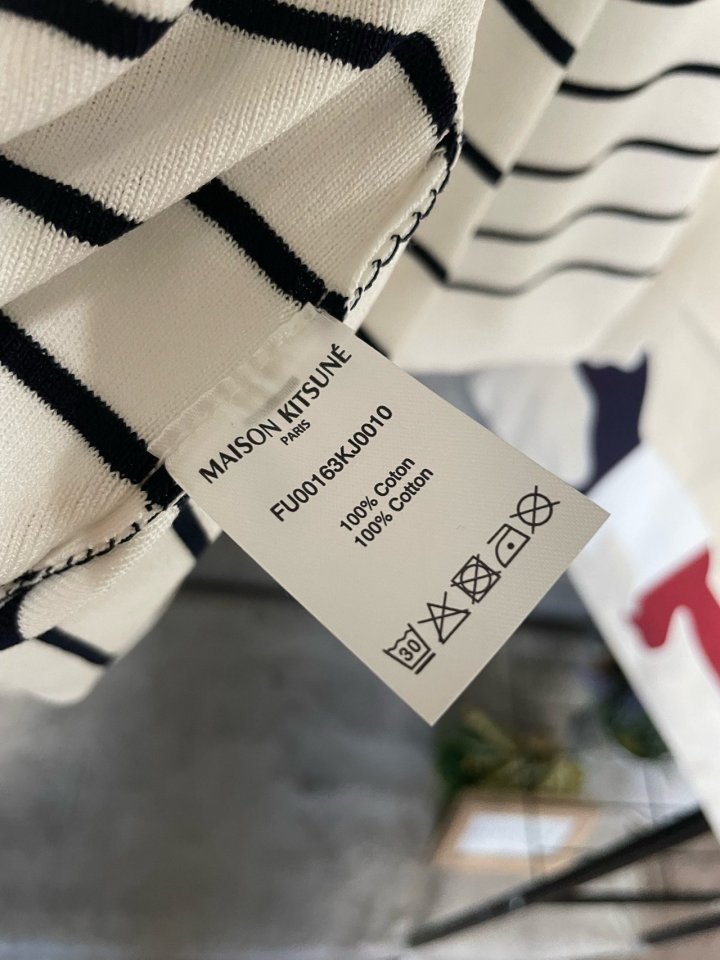 MAISON KITSUNÉ
PARIS
FU00163KJ0010
100% Coton
100% Cotton
30